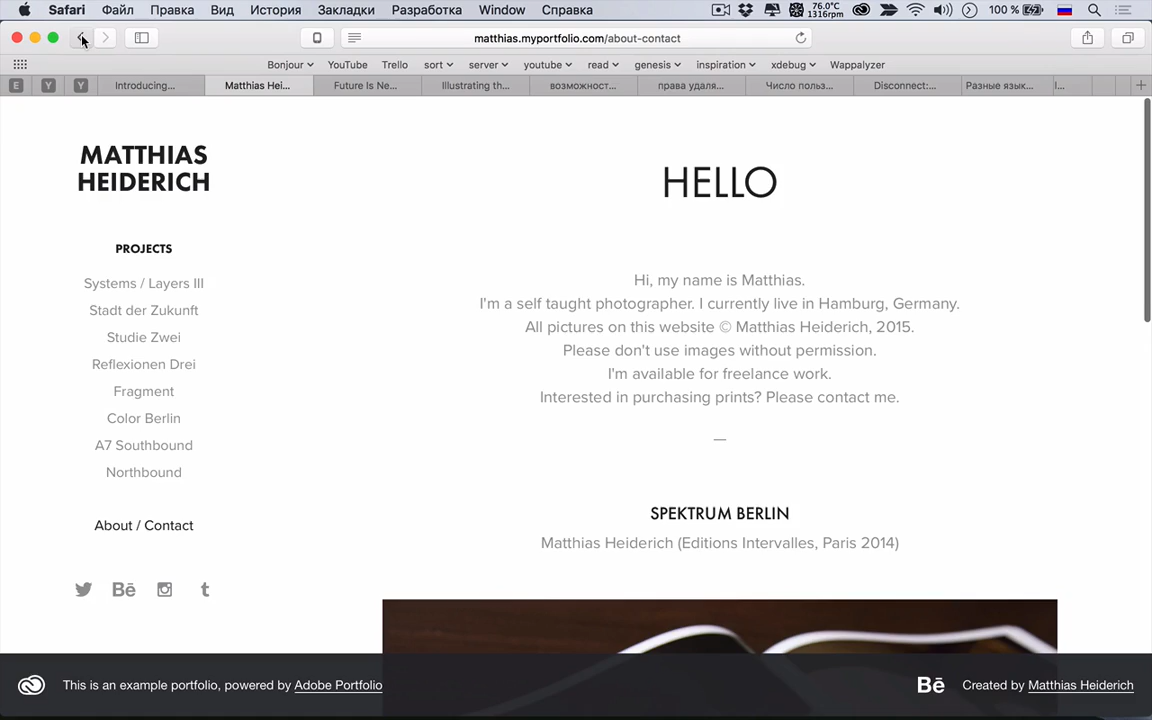 Safari Файл Правка Вид История Закладки Разработка Window Справка 76.0°C 1316rpm 100 %
matthias.myportfolio.com/about-contact
Bonjour YouTube Trello sort server youtube read genesis inspiration xdebug Wappalyzer
E Y Y Introducing... Matthias Hei... Future Is Ne... Illustrating th... возможност... права удаля... Число польз... Disconnect:... Разные язык... I...
MATTHIAS
HEIDERICH
PROJECTS
Systems / Layers III
Stadt der Zukunft
Studie Zwei
Reflexionen Drei
Fragment
Color Berlin
A7 Southbound
Northbound
About / Contact
Bē t
HELLO
Hi, my name is Matthias.
I'm a self taught photographer. I currently live in Hamburg, Germany.
All pictures on this website © Matthias Heiderich, 2015.
Please don't use images without permission.
I'm available for freelance work.
Interested in purchasing prints? Please contact me.
—
SPEKTRUM BERLIN
Matthias Heiderich (Editions Intervalles, Paris 2014)
This is an example portfolio, powered by Adobe Portfolio
Bē Created by Matthias Heiderich